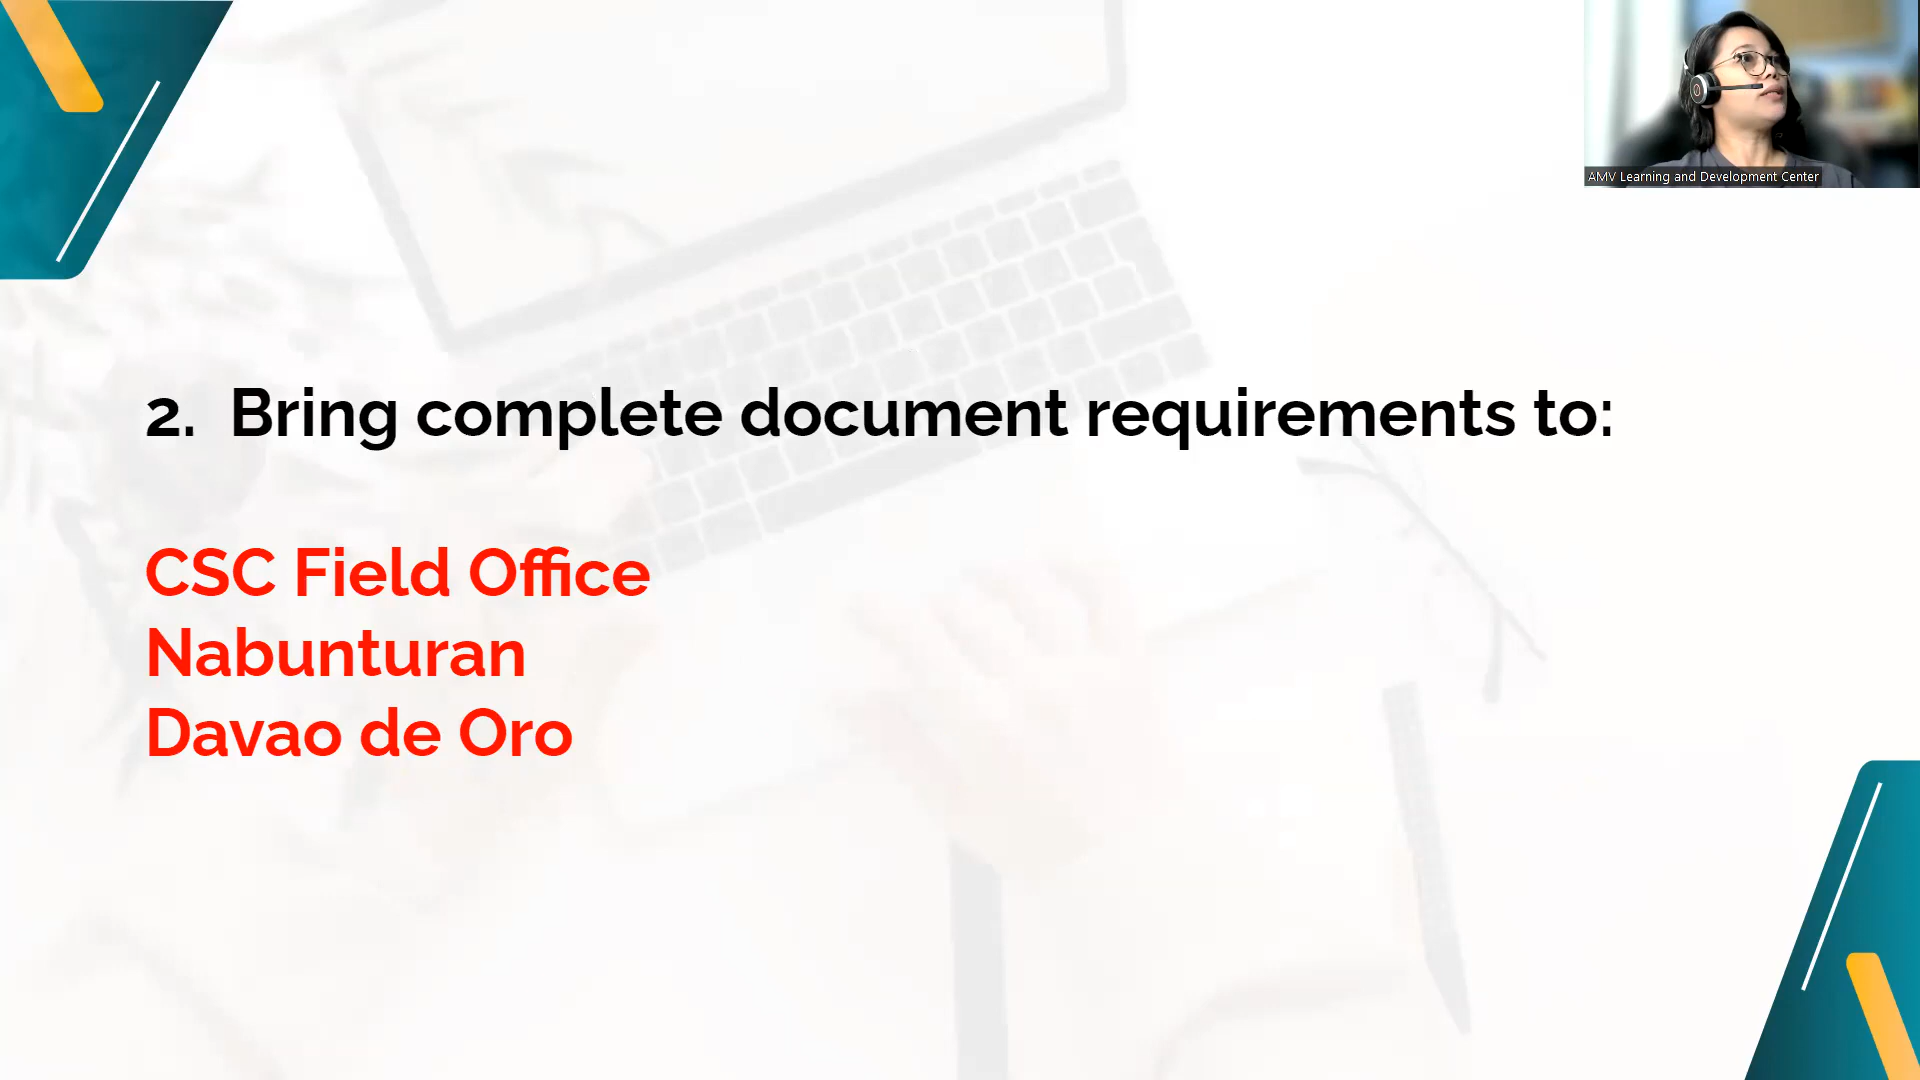 AMV Learning and Development Center
2. Bring complete document requirements to:
CSC Field Office
Nabunturan
Davao de Oro